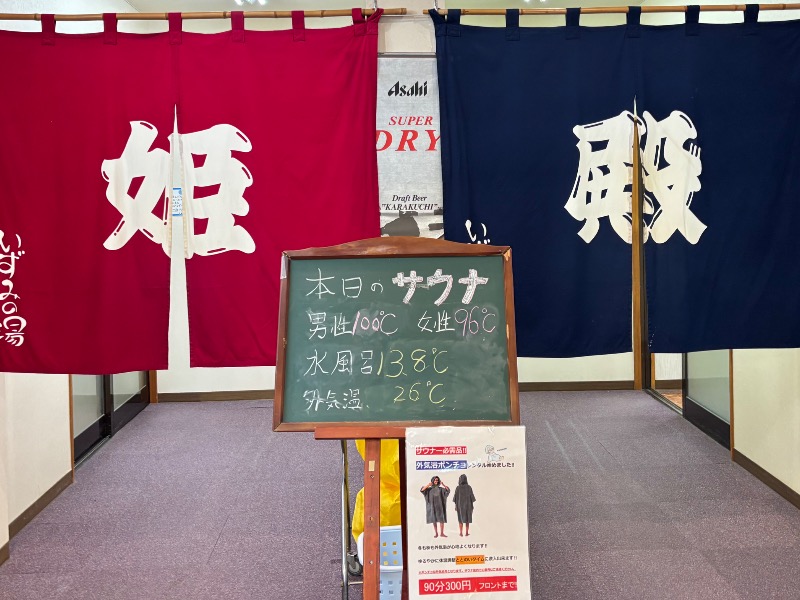 姫
いずみの湯
Asahi
SUPER
DRY
Draft Beer
"KARAKUCHI"
殿
い
本日のサウナ
男性100℃ 女性96℃
水風呂13.8℃
外気温 26℃
サウナー必需品!!
外気浴ポンチョレンタル始めました!!
90分300円 フロントまで!!